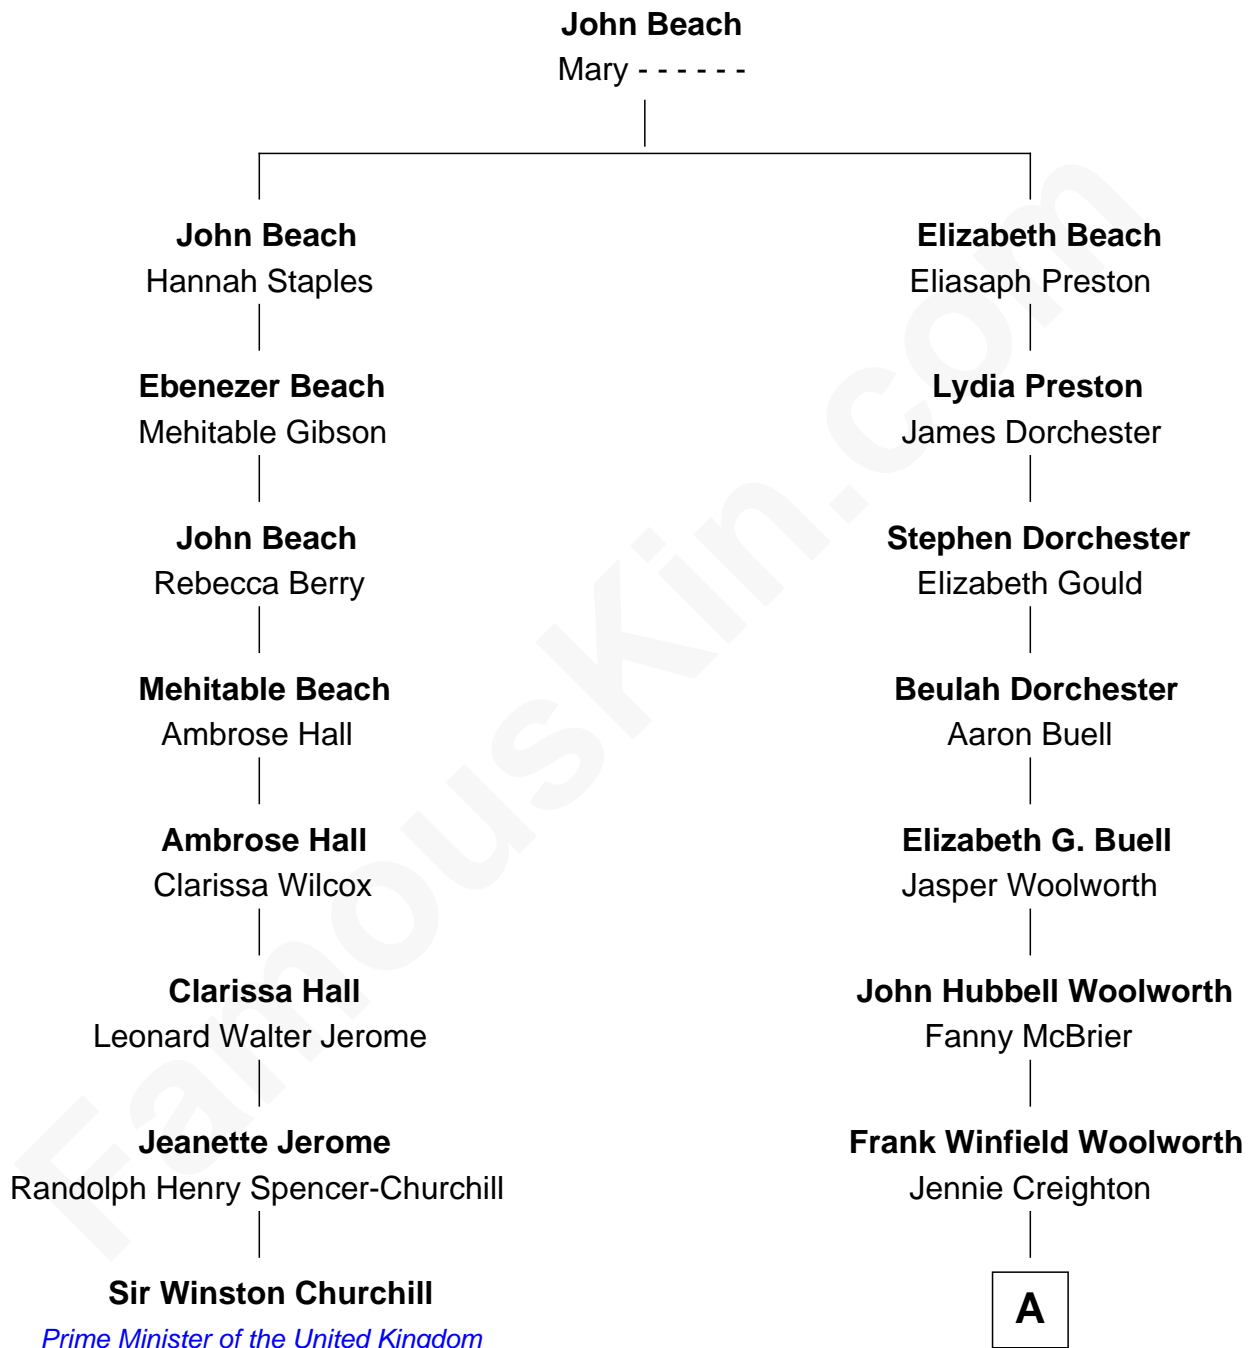 John Beach
Mary - - - - - -
John Beach
Hannah Staples
Elizabeth Beach
Eliasaph Preston
Ebenezer Beach
Mehitable Gibson
Lydia Preston
James Dorchester
John Beach
Rebecca Berry
Stephen Dorchester
Elizabeth Gould
Mehitable Beach
Ambrose Hall
Beulah Dorchester
Aaron Buell
Ambrose Hall
Clarissa Wilcox
Elizabeth G. Buell
Jasper Woolworth
Clarissa Hall
Leonard Walter Jerome
John Hubbell Woolworth
Fanny McBrier
Jeanette Jerome
Randolph Henry Spencer-Churchill
Frank Winfield Woolworth
Jennie Creighton
Sir Winston Churchill
Prime Minister of the United Kingdom
A
FamousKin.com